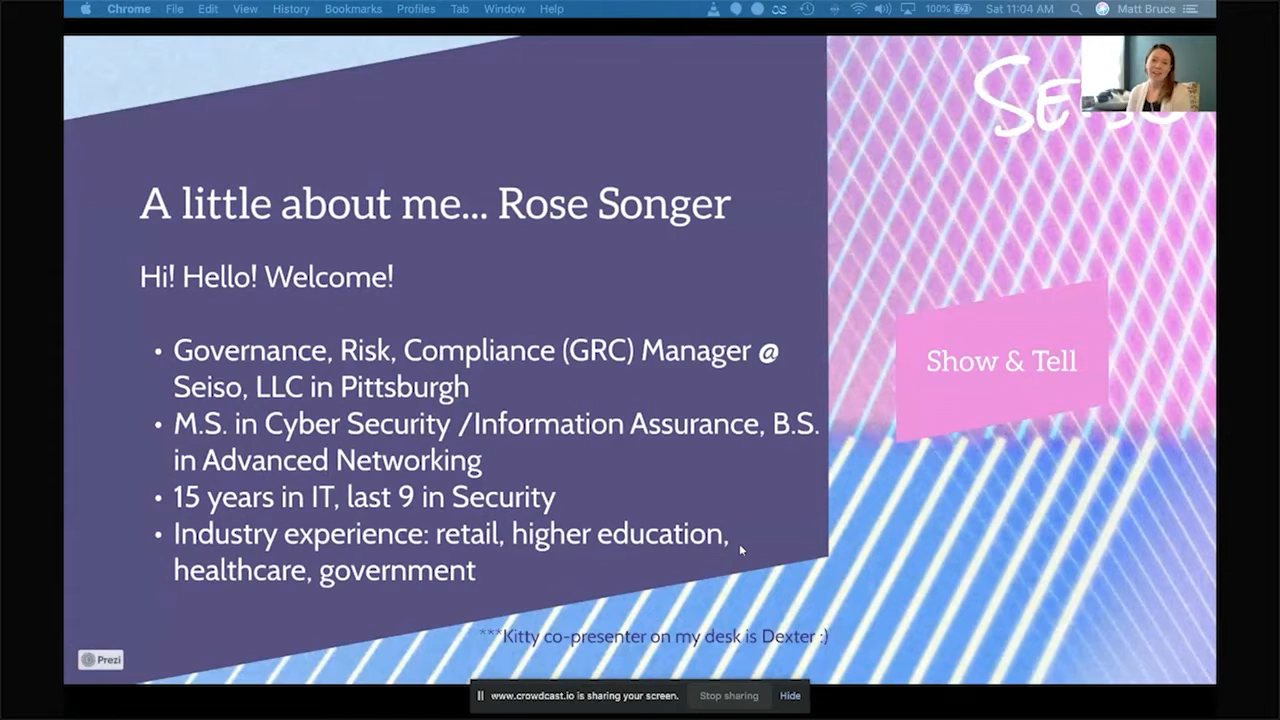 Chrome File Edit View History Bookmarks Profiles Tab Window Help 100% Sat 11:04 AM Matt Bruce
A little about me... Rose Songer
Hi! Hello! Welcome!
• Governance, Risk, Compliance (GRC) Manager @
Seiso, LLC in Pittsburgh
• M.S. in Cyber Security /Information Assurance, B.S.
in Advanced Networking
• 15 years in IT, last 9 in Security
• Industry experience: retail, higher education,
healthcare, government
Show & Tell
***Kitty co-presenter on my desk is Dexter :)
Prezi
www.crowdcast.io is sharing your screen. Stop sharing Hide